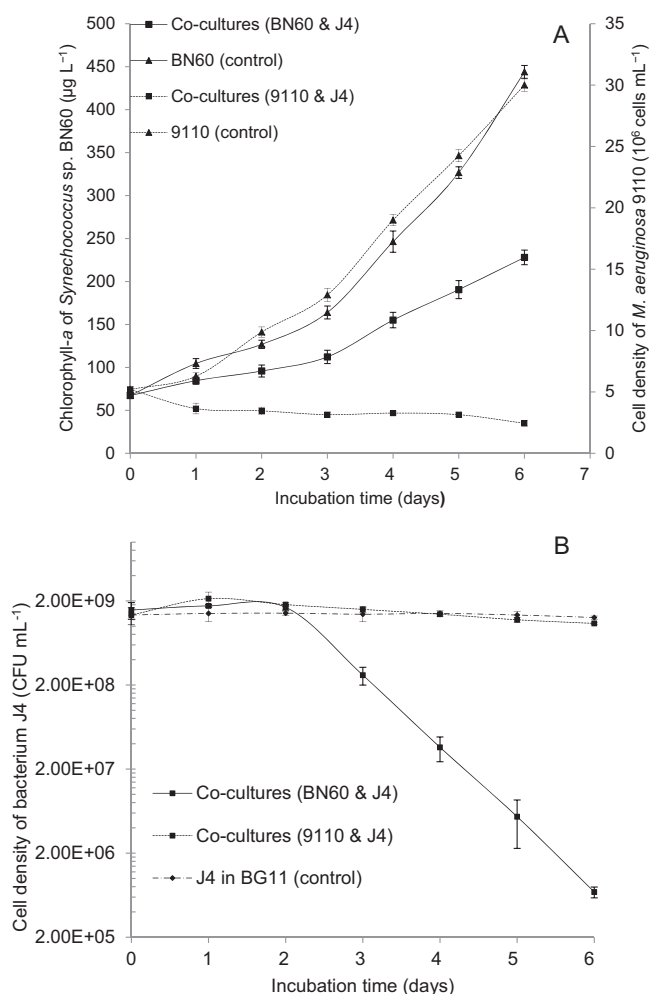 A
Co-cultures (BN60 & J4)
BN60 (control)
Co-cultures (9110 & J4)
9110 (control)
Chlorophyll-a of Synechococcus sp. BN60 (µg L⁻¹)
500
450
400
350
300
250
200
150
100
50
0
Cell density of M. aeruginosa 9110 (10⁶ cells mL⁻¹)
35
30
25
20
15
10
5
0
0 1 2 3 4 5 6 7
Incubation time (days)
B
Cell density of bacterium J4 (CFU mL⁻¹)
2.00E+09
2.00E+08
2.00E+07
2.00E+06
2.00E+05
Co-cultures (BN60 & J4)
Co-cultures (9110 & J4)
J4 in BG11 (control)
0 1 2 3 4 5 6
Incubation time (days)